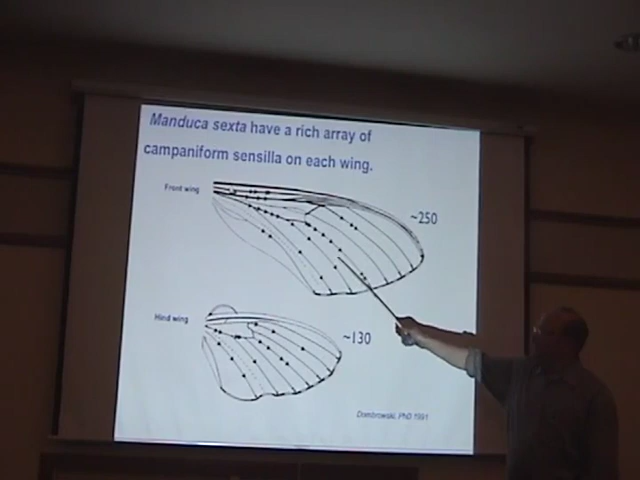 Manduca sexta have a rich array of
campaniform sensilla on each wing.
Front wing
~250
Hind wing
~130
Dombrowski, PhD 1991